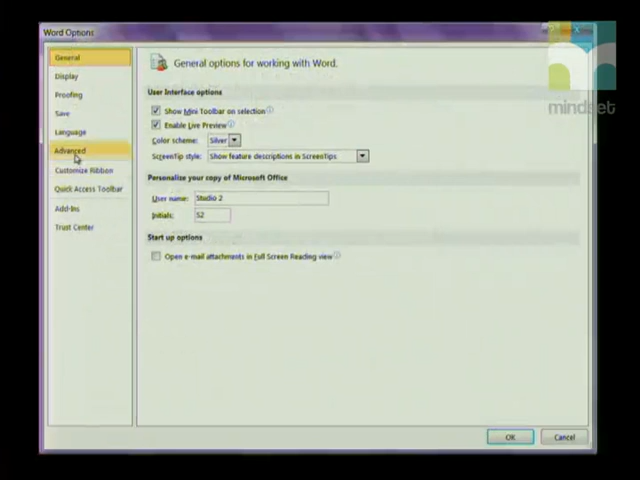 Word Options
mindset
General
Display
Proofing
Save
Language
Advanced
Customize Ribbon
Quick Access Toolbar
Add-Ins
Trust Center
General options for working with Word.
User Interface options
Show Mini Toolbar on selection
Enable Live Preview
Color scheme: Silver
ScreenTip style: Show feature descriptions in ScreenTips
Personalize your copy of Microsoft Office
User name: Studio 2
Initials: S2
Start up options
Open e-mail attachments in Full Screen Reading view
OK Cancel